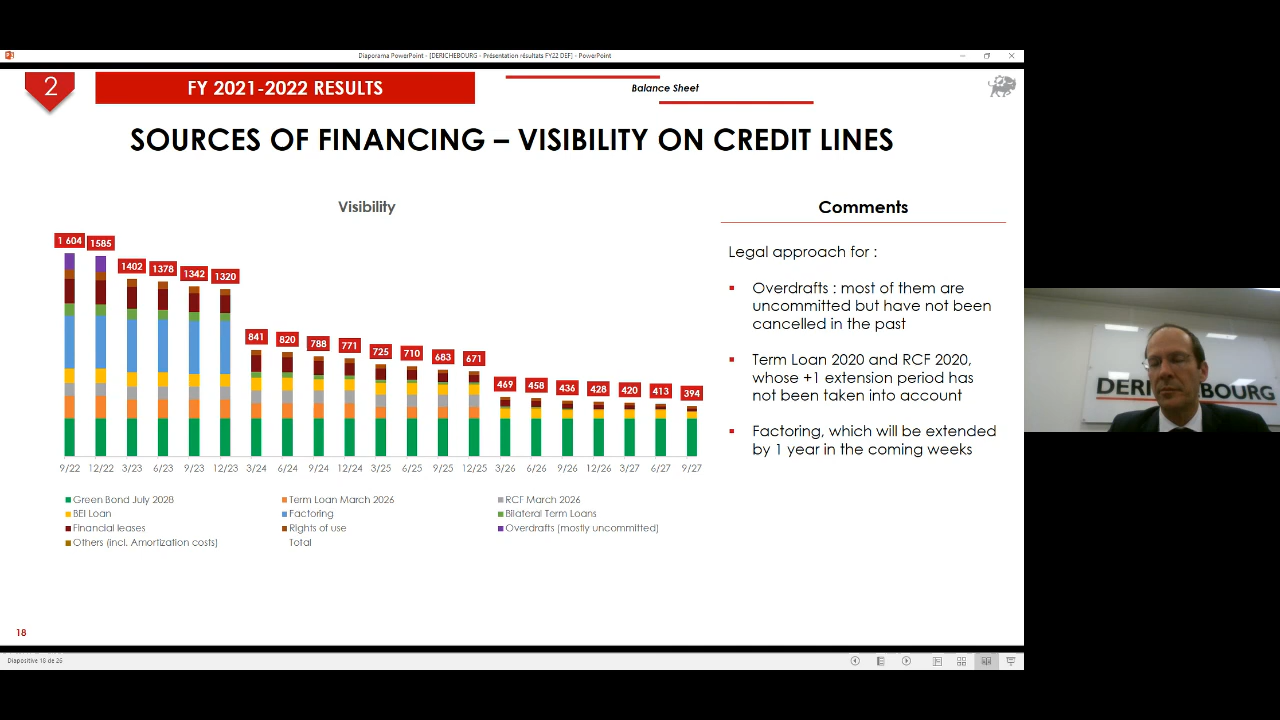 Diaporama PowerPoint - [DERICHEBOURG - Présentation résultats FY22 DEF] - PowerPoint
2
FY 2021-2022 RESULTS
Balance Sheet
SOURCES OF FINANCING – VISIBILITY ON CREDIT LINES
Visibility
1 604
1585
1402
1378
1342
1320
841
820
788
771
725
710
683
671
469
458
436
428
420
413
394
9/22 12/22 3/23 6/23 9/23 12/23 3/24 6/24 9/24 12/24 3/25 6/25 9/25 12/25 3/26 6/26 9/26 12/26 3/27 6/27 9/27
Green Bond July 2028 Term Loan March 2026 RCF March 2026
BEI Loan Factoring Bilateral Term Loans
Financial leases Rights of use Overdrafts (mostly uncommitted)
Others (incl. Amortization costs) Total
Comments
Legal approach for :
Overdrafts : most of them are
uncommitted but have not been
cancelled in the past
Term Loan 2020 and RCF 2020,
whose +1 extension period has
not been taken into account
Factoring, which will be extended
by 1 year in the coming weeks
18
Diapositive 18 de 26